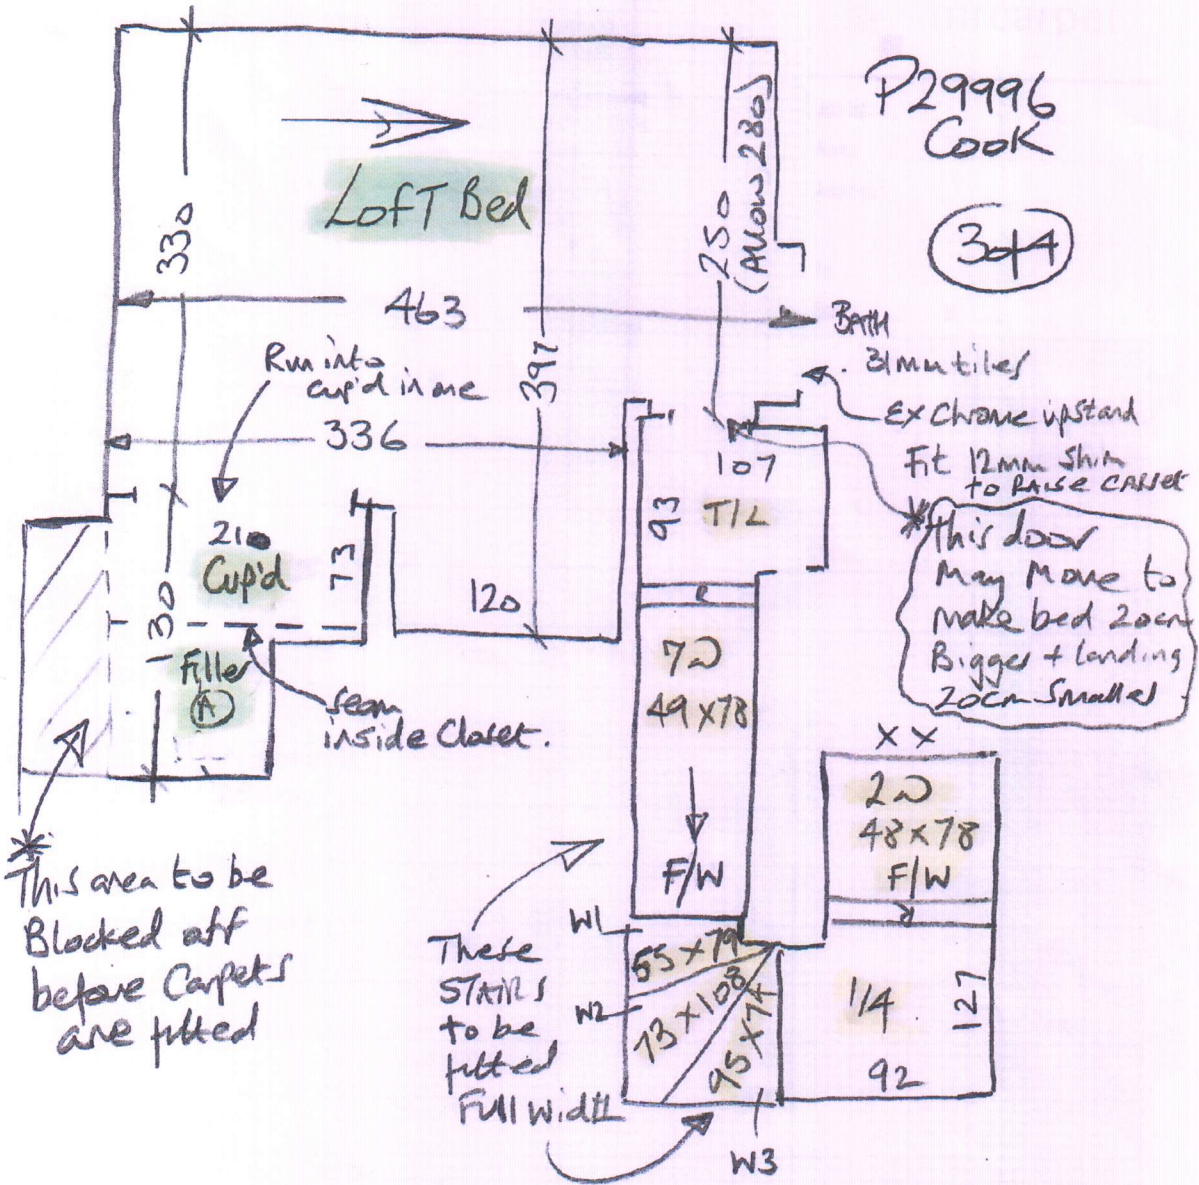 P29996
Cook
3of4
LofT Bed
330
463
397
250
(Allow 280)
BATH
31mm tiles
Ex Chrome upstand
Fit 12mm Shim
to RAISE CARPET
Run into
cup'd in one
336
107
93
T/L
*This door
May Move to
make bed 20cm
Bigger + landing
20cm Smaller
210
Cup'd
73
120
30
Filler
A
seam
inside Closet.
R
7W
49 x 78
F/W
X X
2W
48 x 78
F/W
R
*
This area to be
Blocked off
before Carpets
are fitted
These
STAIRS
to be
fitted
Full Width
W1
55 x 79
W2
73 x 108
95 x 74
W3
1/4
127
92